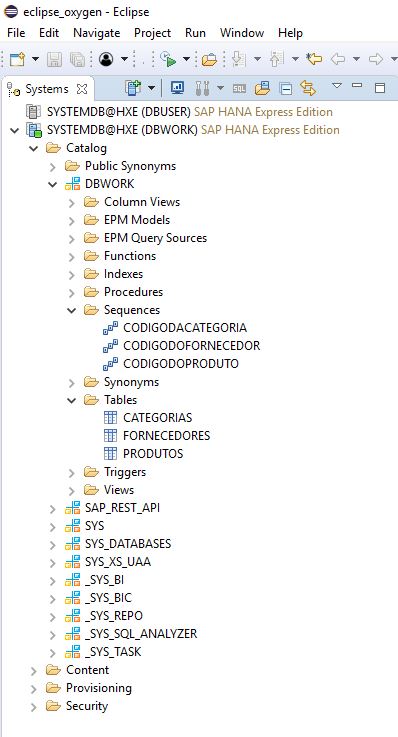 eclipse_oxygen - Eclipse
File Edit Navigate Project Run Window Help
Systems
SQL
SYSTEMDB@HXE (DBUSER) SAP HANA Express Edition
SYSTEMDB@HXE (DBWORK) SAP HANA Express Edition
Catalog
Public Synonyms
DBWORK
Column Views
EPM Models
EPM Query Sources
Functions
Indexes
Procedures
Sequences
CODIGODACATEGORIA
CODIGODOFORNECEDOR
CODIGODOPRODUTO
Synonyms
Tables
CATEGORIAS
FORNECEDORES
PRODUTOS
Triggers
Views
SAP_REST_API
SYS
SYS_DATABASES
SYS_XS_UAA
_SYS_BI
_SYS_BIC
_SYS_REPO
_SYS_SQL_ANALYZER
_SYS_TASK
Content
Provisioning
Security